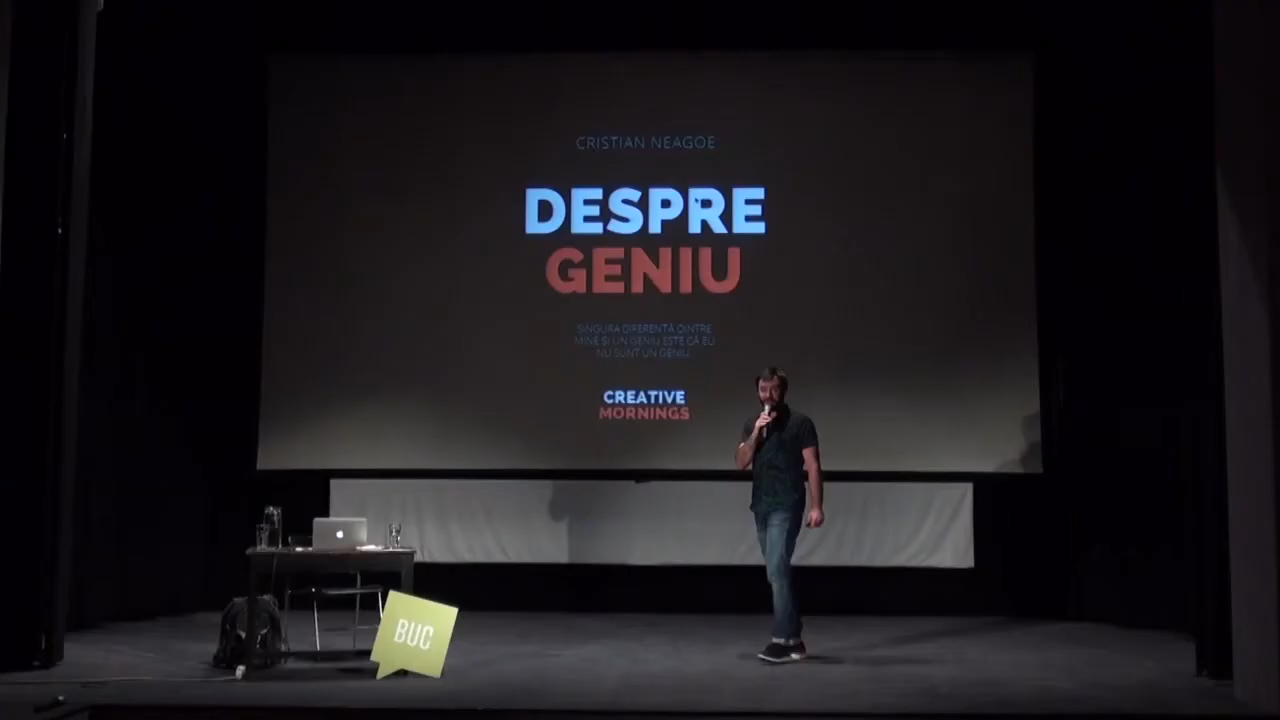 CRISTIAN NEAGOE
DESPRE
GENIU
SINGURA DIFERENȚĂ DINTRE
MINE ȘI UN GENIU ESTE CĂ EU
NU SUNT UN GENIU.
CREATIVE
MORNINGS
BUC